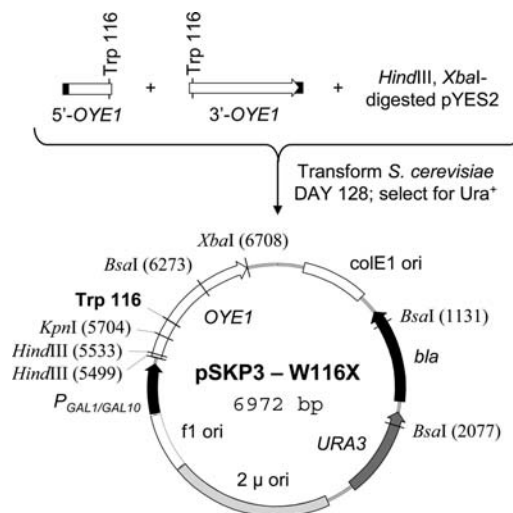 Trp 116
Trp 116
+
+
HindIII, XbaI-
digested pYES2
5'-OYE1
3'-OYE1
Transform S. cerevisiae
DAY 128; select for Ura+
XbaI (6708)
colE1 ori
BsaI (6273)
Trp 116
OYE1
BsaI (1131)
KpnI (5704)
bla
HindIII (5533)
HindIII (5499)
pSKP3 – W116X
6972 bp
PGAL1/GAL10
f1 ori
URA3
BsaI (2077)
2 μ ori